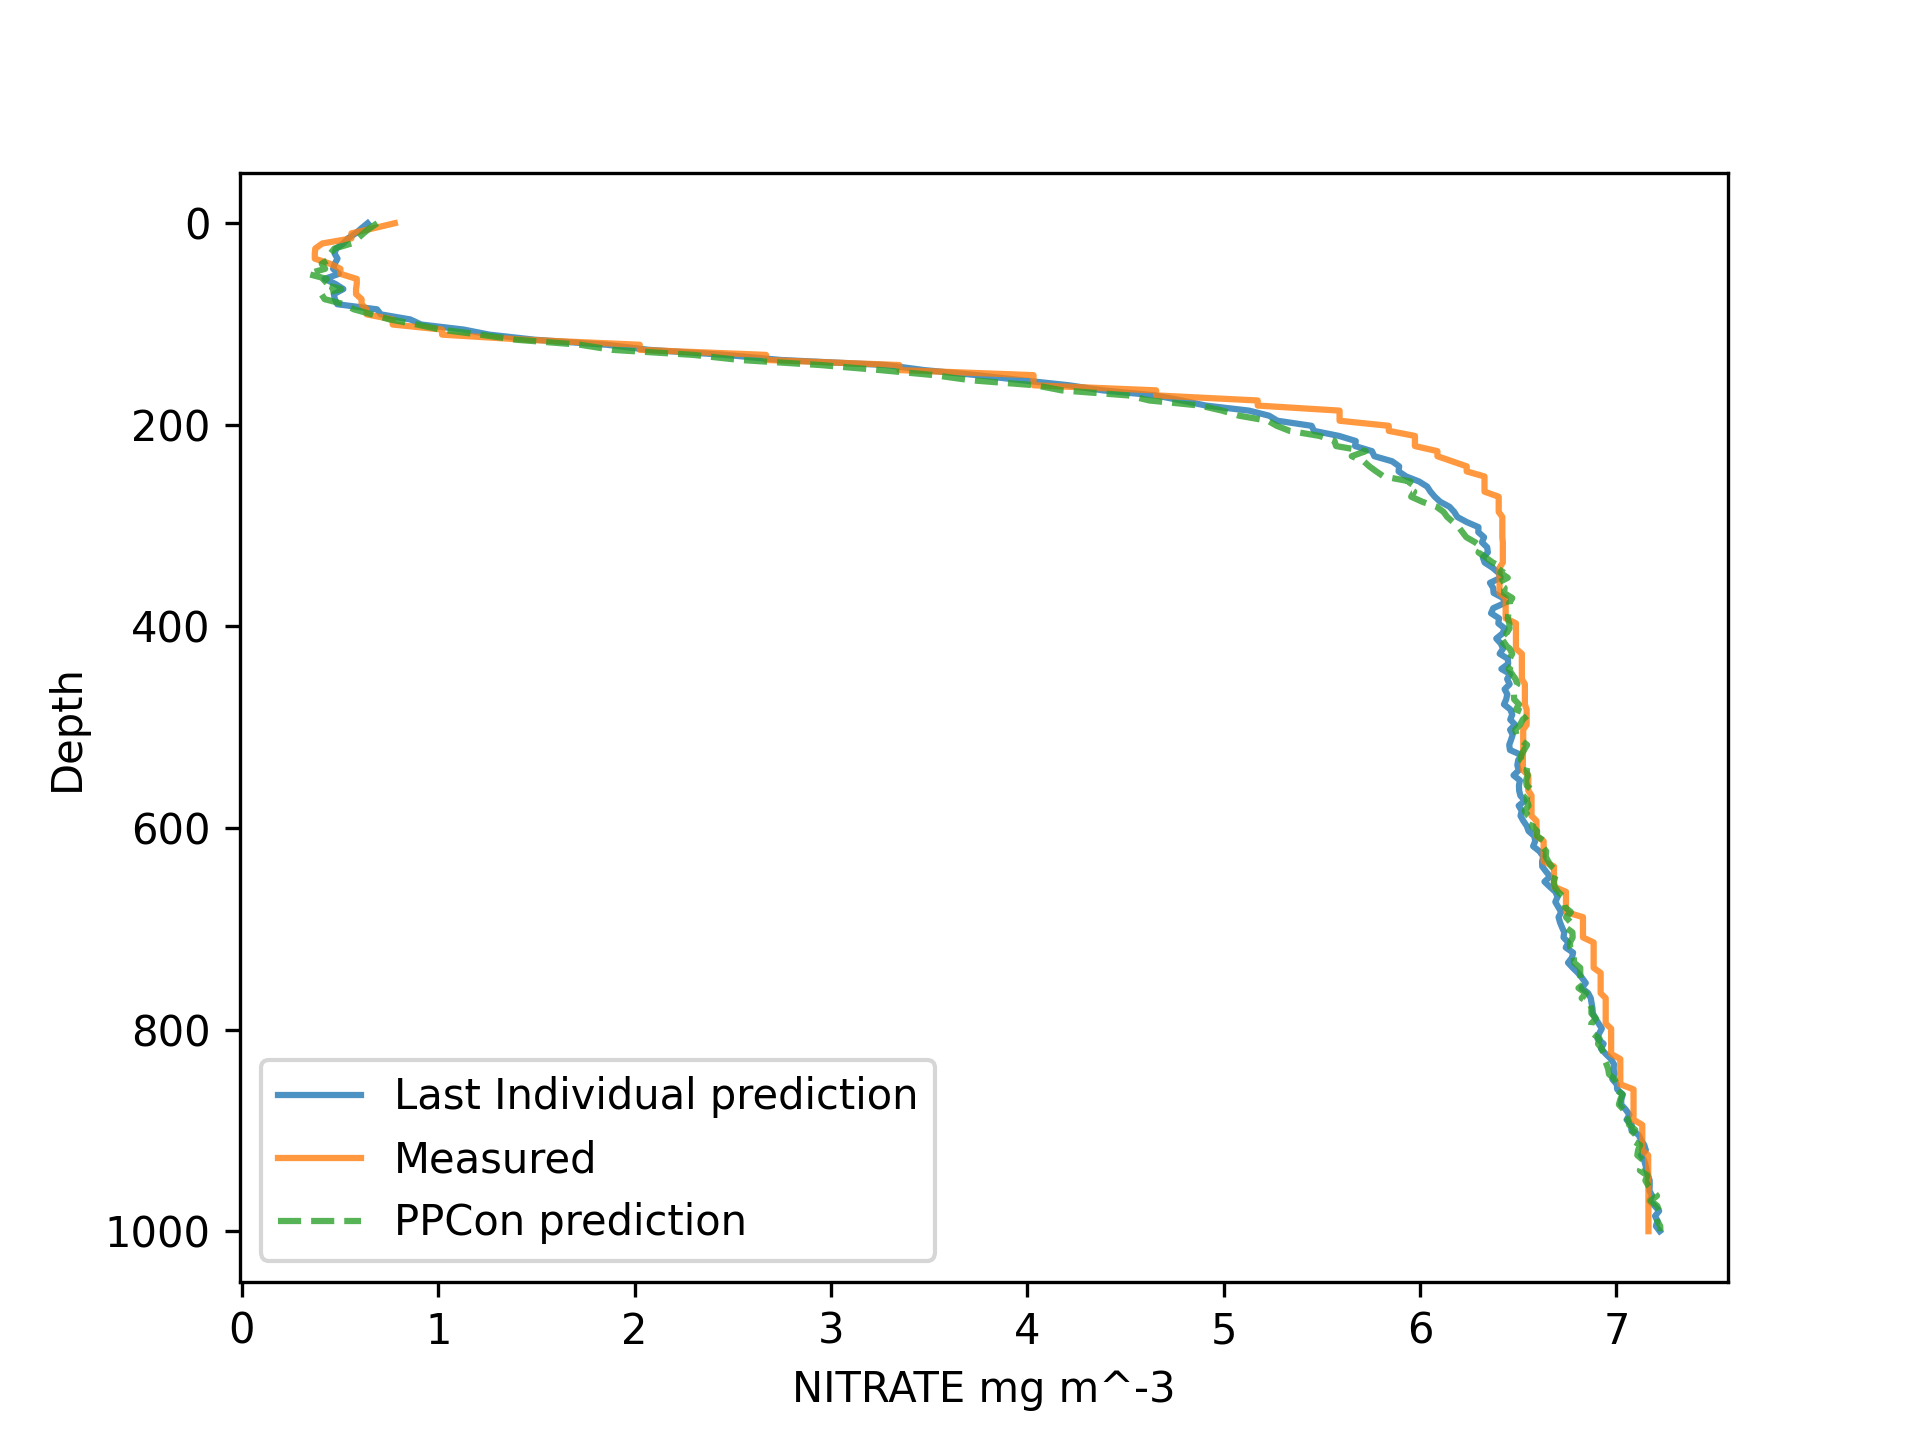 0
200
400
600
800
1000
Depth
Last Individual prediction
Measured
PPCon prediction
0 1 2 3 4 5 6 7
NITRATE mg m^-3